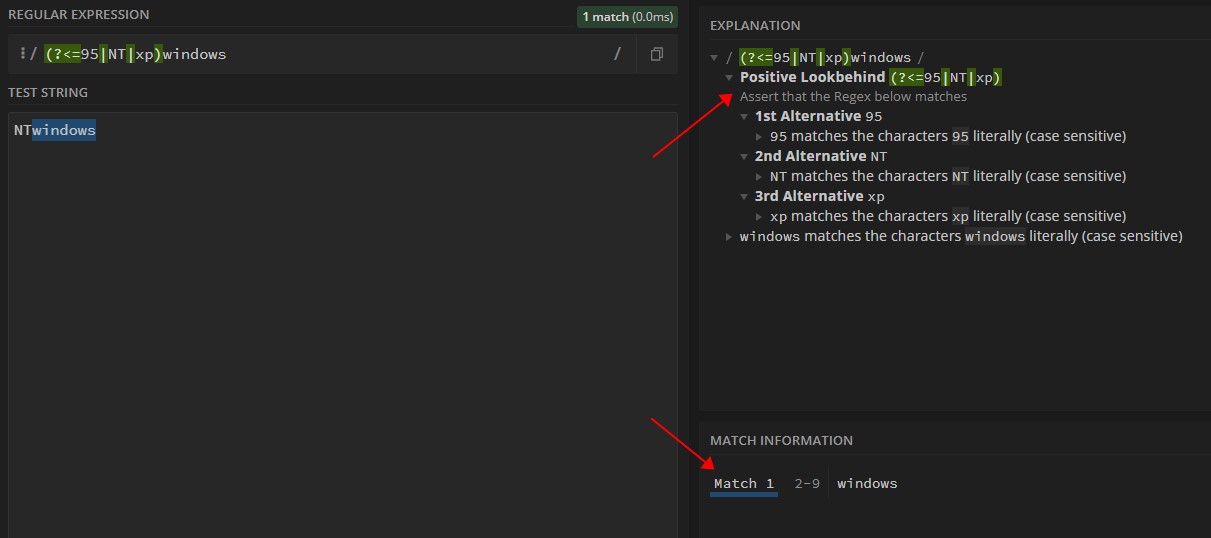 REGULAR EXPRESSION
1 match (0.0ms)
/ (?<=95|NT|xp)windows /
TEST STRING
NTwindows
EXPLANATION
/ (?<=95|NT|xp)windows /
Positive Lookbehind (?<=95|NT|xp)
Assert that the Regex below matches
1st Alternative 95
95 matches the characters 95 literally (case sensitive)
2nd Alternative NT
NT matches the characters NT literally (case sensitive)
3rd Alternative xp
xp matches the characters xp literally (case sensitive)
windows matches the characters windows literally (case sensitive)
MATCH INFORMATION
Match 1 2-9 windows